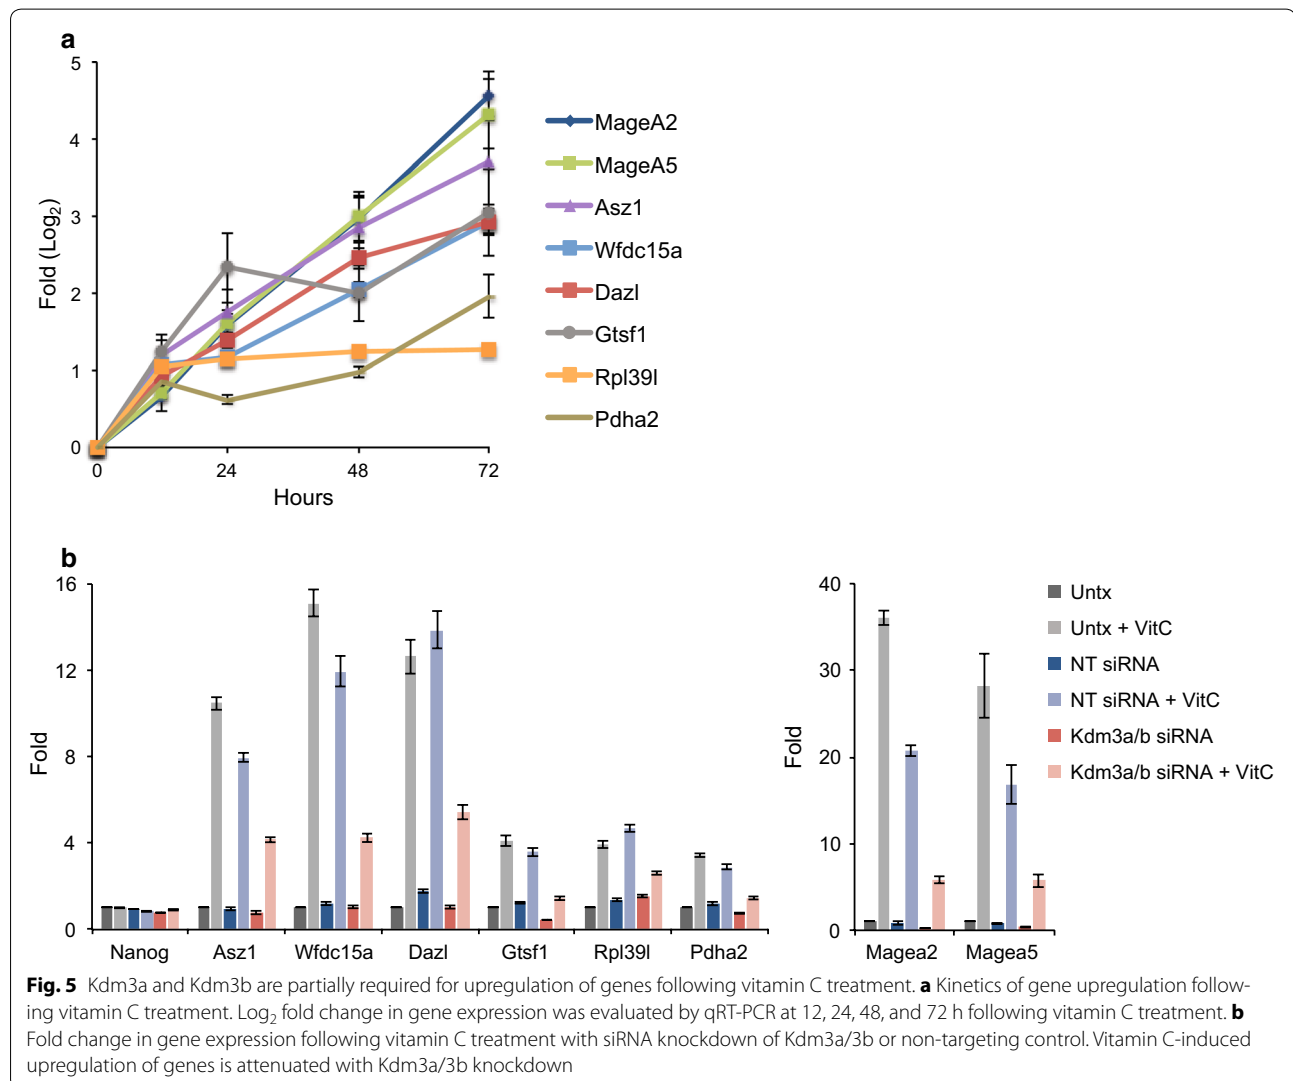 a
5
4
3
2
1
0
Fold (Log2)
0 24 48 72
Hours
MageA2
MageA5
Asz1
Wfdc15a
Dazl
Gtsf1
Rpl39l
Pdha2
b
16
12
8
4
0
Fold
Nanog Asz1 Wfdc15a Dazl Gtsf1 Rpl39l Pdha2
40
30
20
10
0
Fold
Magea2 Magea5
Untx
Untx + VitC
NT siRNA
NT siRNA + VitC
Kdm3a/b siRNA
Kdm3a/b siRNA + VitC
Fig. 5 Kdm3a and Kdm3b are partially required for upregulation of genes following vitamin C treatment. a Kinetics of gene upregulation follow-
ing vitamin C treatment. Log2 fold change in gene expression was evaluated by qRT-PCR at 12, 24, 48, and 72 h following vitamin C treatment. b
Fold change in gene expression following vitamin C treatment with siRNA knockdown of Kdm3a/3b or non-targeting control. Vitamin C-induced
upregulation of genes is attenuated with Kdm3a/3b knockdown